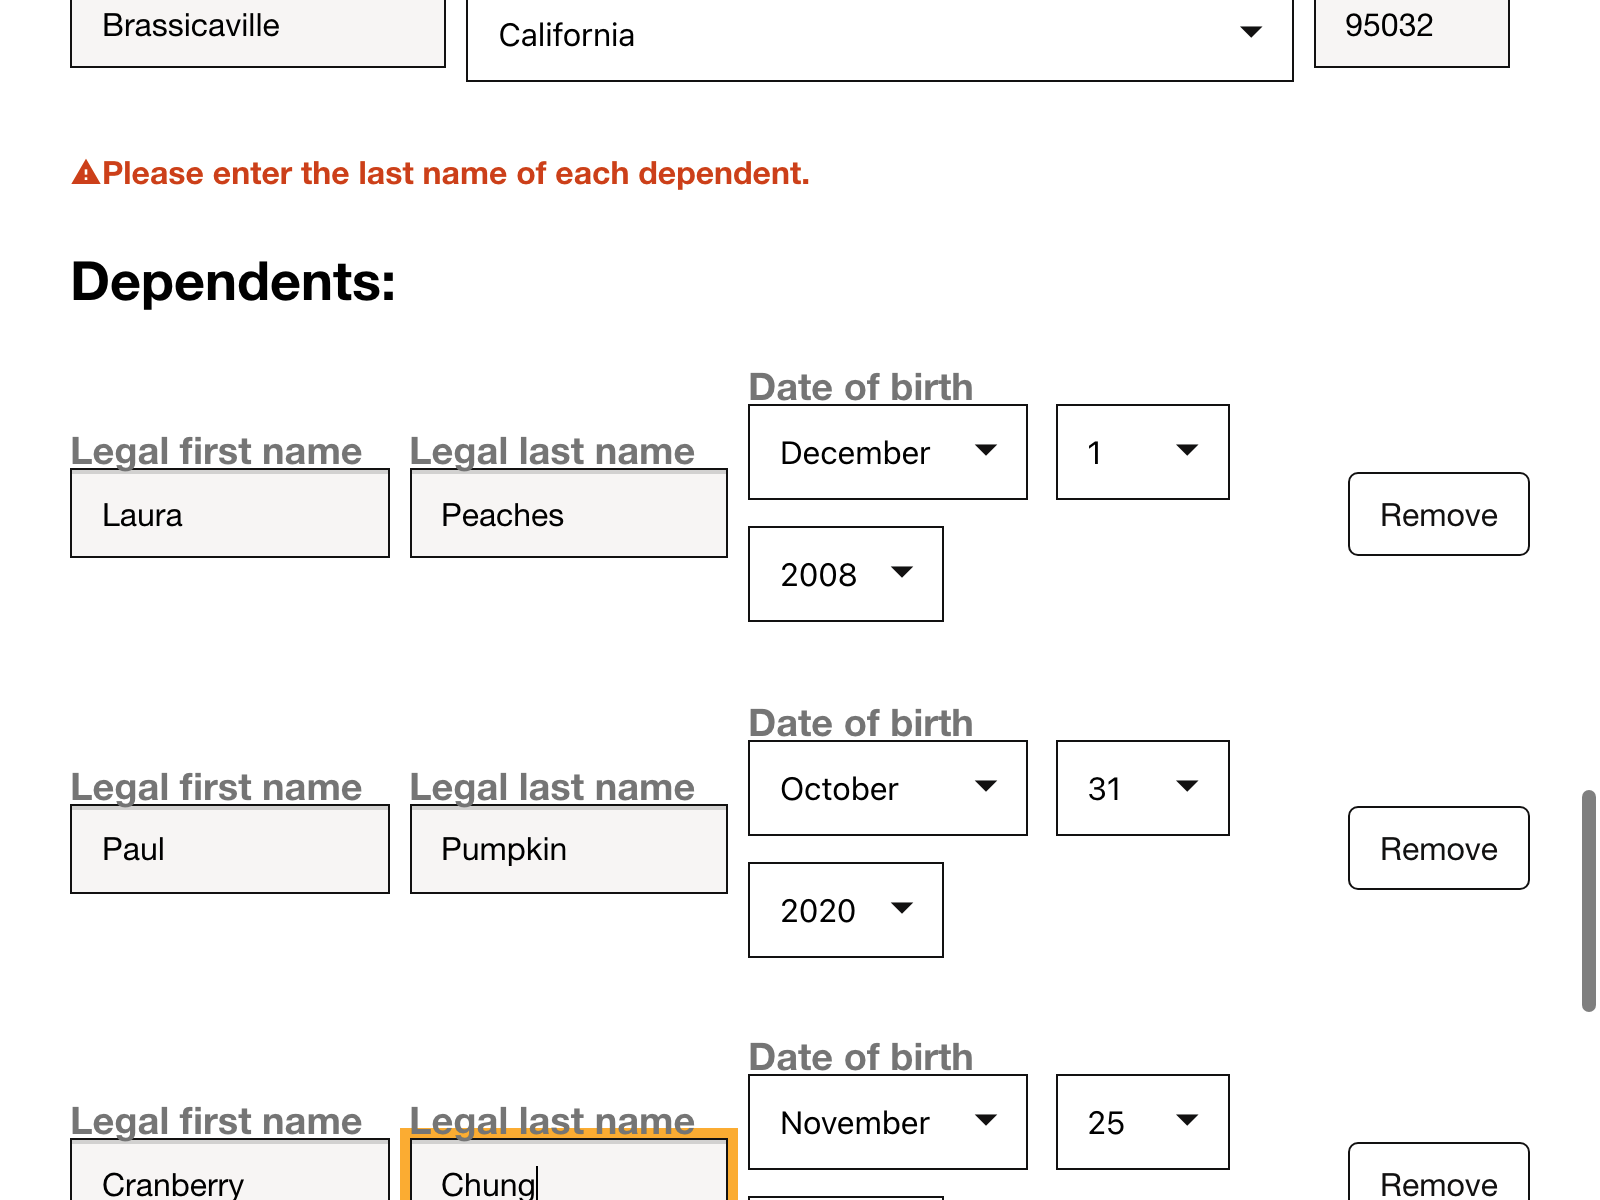 Brassicaville California 95032
Please enter the last name of each dependent.
Dependents:
Date of birth
Legal first name Legal last name
December 1
Laura Peaches Remove
2008
Date of birth
Legal first name Legal last name
October 31
Paul Pumpkin Remove
2020
Date of birth
Legal first name Legal last name
November 25
Cranberry Chung Remove